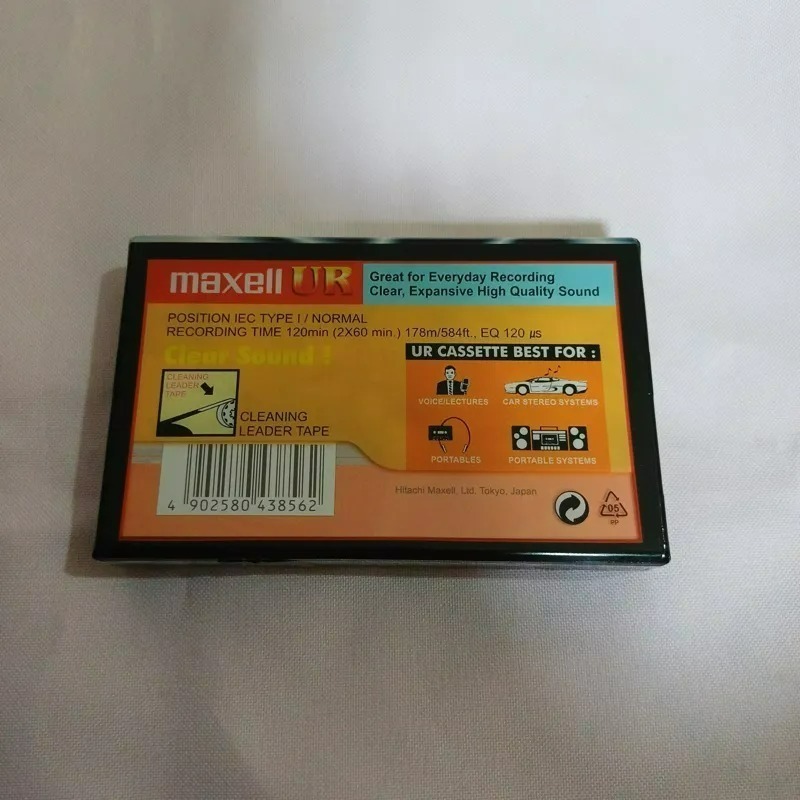 maxell UR
Great for Everyday Recording
Clear, Expansive High Quality Sound
POSITION IEC TYPE I / NORMAL
RECORDING TIME 120min (2X60 min.) 178m/584ft., EQ 120 µs
Clear Sound !
CLEANING
LEADER
TAPE
CLEANING
LEADER TAPE
UR CASSETTE BEST FOR :
VOICE/LECTURES
CAR STEREO SYSTEMS
PORTABLES
PORTABLE SYSTEMS
4 902580 438562
Hitachi Maxell, Ltd. Tokyo, Japan
05
PP